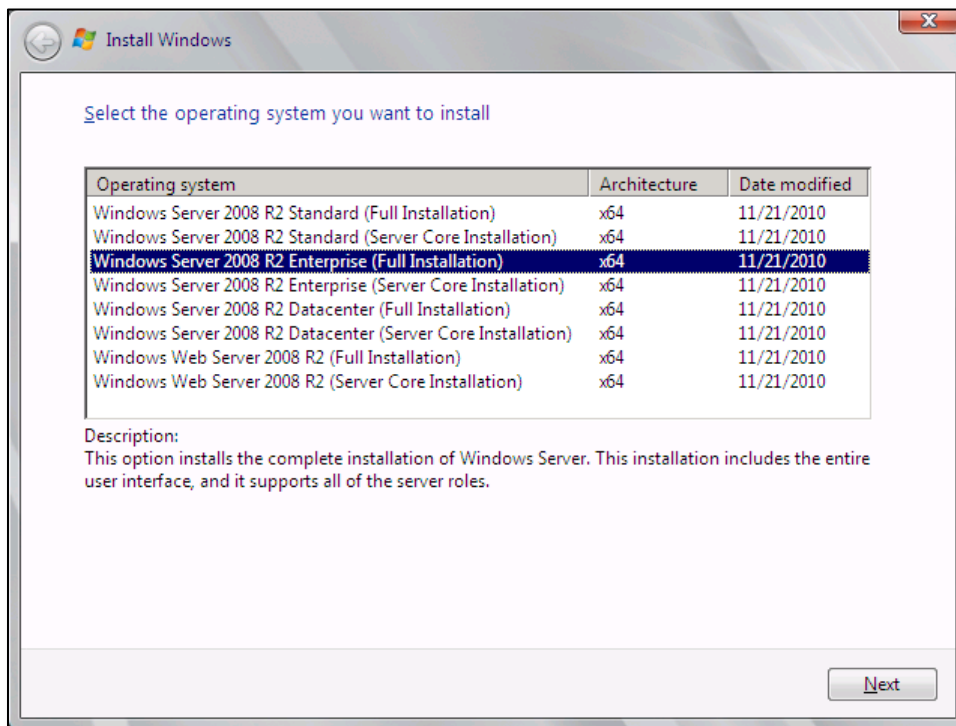 Install Windows
Select the operating system you want to install
Operating system Architecture Date modified
Windows Server 2008 R2 Standard (Full Installation) x64 11/21/2010
Windows Server 2008 R2 Standard (Server Core Installation) x64 11/21/2010
Windows Server 2008 R2 Enterprise (Full Installation) x64 11/21/2010
Windows Server 2008 R2 Enterprise (Server Core Installation) x64 11/21/2010
Windows Server 2008 R2 Datacenter (Full Installation) x64 11/21/2010
Windows Server 2008 R2 Datacenter (Server Core Installation) x64 11/21/2010
Windows Web Server 2008 R2 (Full Installation) x64 11/21/2010
Windows Web Server 2008 R2 (Server Core Installation) x64 11/21/2010
Description:
This option installs the complete installation of Windows Server. This installation includes the entire
user interface, and it supports all of the server roles.
Next